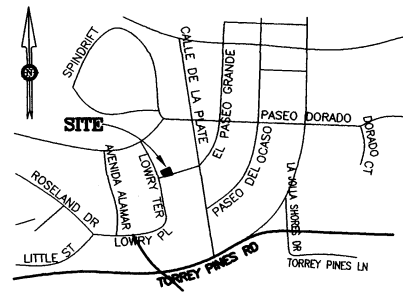 SPINDRIFT
CALLE DE LA PLATE
EL PASEO GRANDE
SITE
PASEO DORADO
DORADO CT
AVENIDA ALAMAR
LOWRY TER
PASEO DEL OCASO
LA JOLLA SHORES DR
ROSELAND DR
LOWRY PL
LITTLE ST
TORREY PINES RD
TORREY PINES LN